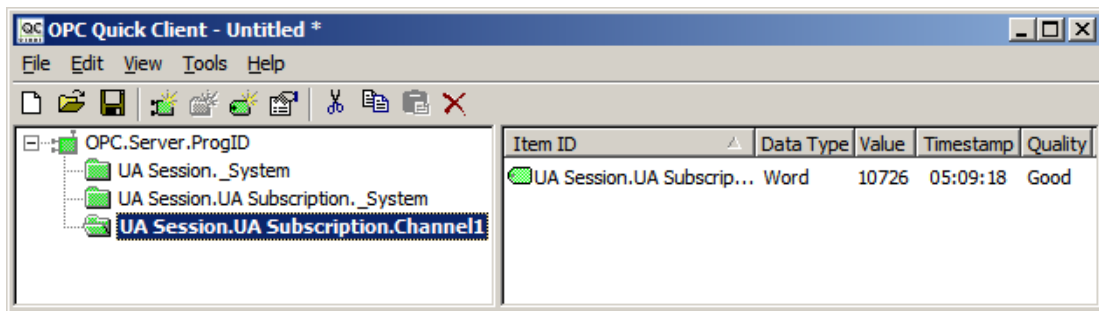 OPC Quick Client - Untitled *
File Edit View Tools Help
OPC.Server.ProgID
UA Session._System
UA Session.UA Subscription._System
UA Session.UA Subscription.Channel1
Item ID Data Type Value Timestamp Quality
UA Session.UA Subscrip... Word 10726 05:09:18 Good